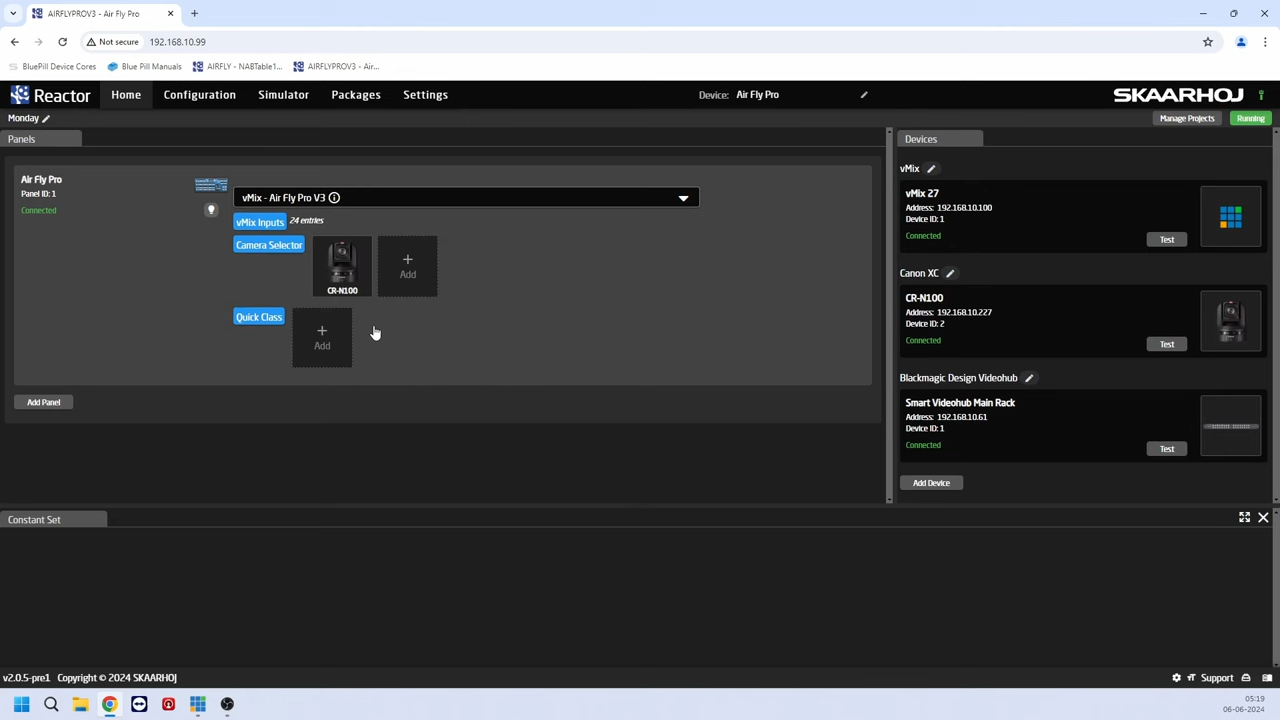 AIRFLYPROV3 - Air Fly Pro
Not secure
192.168.10.99
BluePill Device Cores
Blue Pill Manuals
AIRFLY - NABTable1...
AIRFLYPROV3 - Air...
Reactor
Home
Configuration
Simulator
Packages
Settings
Device: Air Fly Pro
SKAARHOJ
Monday
Manage Projects
Running
Panels
Air Fly Pro
Panel ID: 1
Connected
vMix - Air Fly Pro V3
vMix Inputs
24 entries
Camera Selector
CR-N100
+
Add
Quick Class
+
Add
Add Panel
Devices
vMix
vMix 27
Address: 192.168.10.100
Device ID: 1
Connected
Test
Canon XC
CR-N100
Address: 192.168.10.227
Device ID: 2
Connected
Test
Blackmagic Design Videohub
Smart Videohub Main Rack
Address: 192.168.10.61
Device ID: 1
Connected
Test
Add Device
Constant Set
v2.0.5-pre1 Copyright © 2024 SKAARHOJ
Support
05:19
06-06-2024